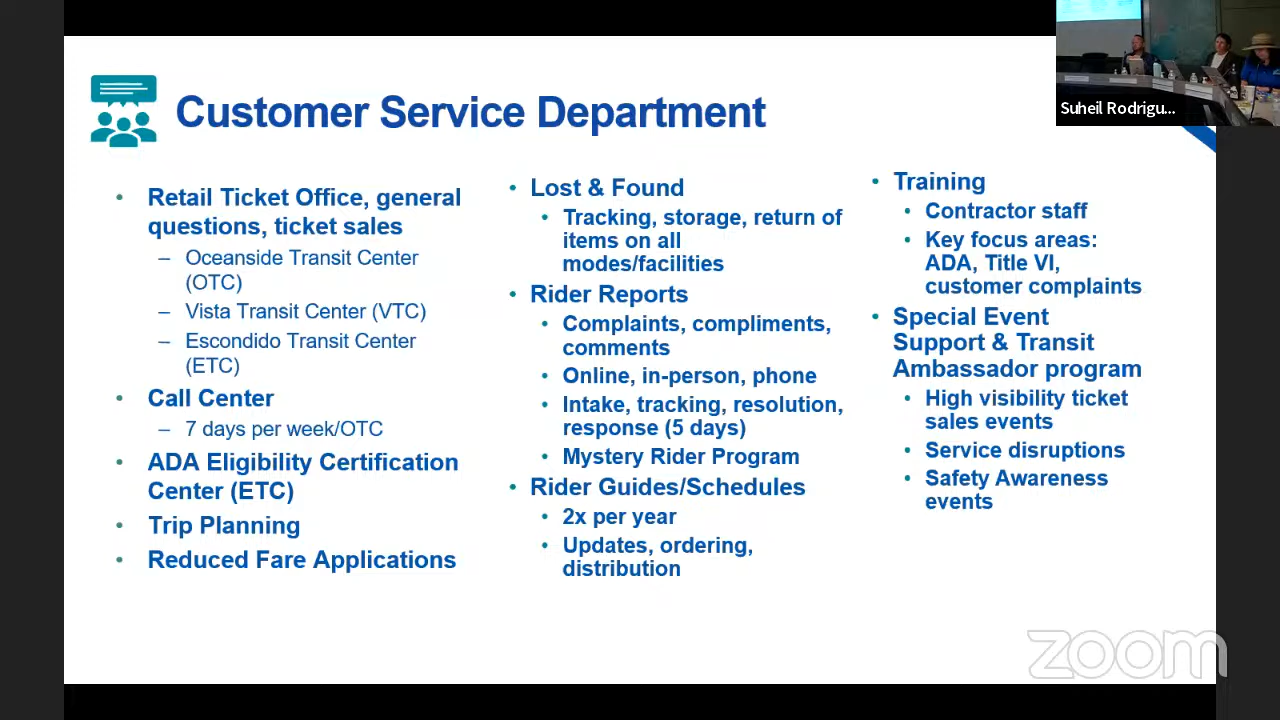 Customer Service Department
• Retail Ticket Office, general
questions, ticket sales
– Oceanside Transit Center
(OTC)
– Vista Transit Center (VTC)
– Escondido Transit Center
(ETC)
• Call Center
– 7 days per week/OTC
• ADA Eligibility Certification
Center (ETC)
• Trip Planning
• Reduced Fare Applications
• Lost & Found
• Tracking, storage, return of
items on all
modes/facilities
• Rider Reports
• Complaints, compliments,
comments
• Online, in-person, phone
• Intake, tracking, resolution,
response (5 days)
• Mystery Rider Program
• Rider Guides/Schedules
• 2x per year
• Updates, ordering,
distribution
• Training
• Contractor staff
• Key focus areas:
ADA, Title VI,
customer complaints
• Special Event
Support & Transit
Ambassador program
• High visibility ticket
sales events
• Service disruptions
• Safety Awareness
events
Suheil Rodrigu...
zoom